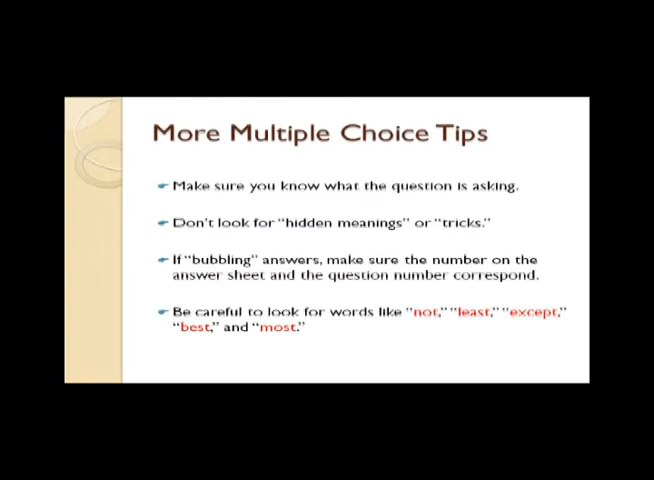 More Multiple Choice Tips
Make sure you know what the question is asking.
Don't look for "hidden meanings" or "tricks."
If "bubbling" answers, make sure the number on the
answer sheet and the question number correspond.
Be careful to look for words like "not," "least," "except,"
"best," and "most."